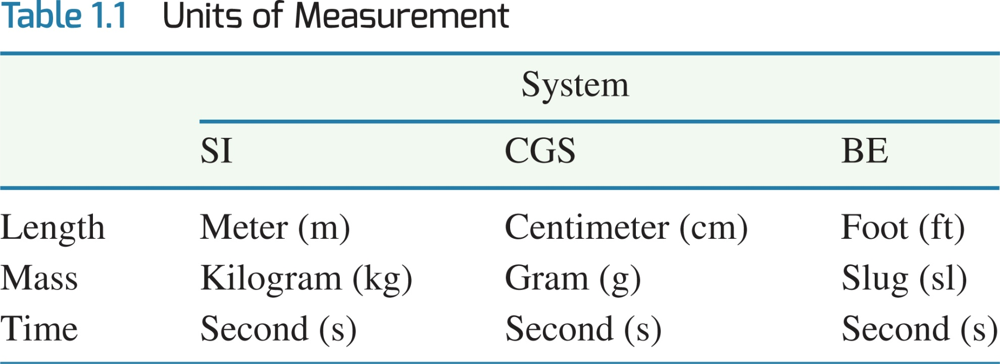 Table 1.1 Units of Measurement
System
SI CGS BE
Length Meter (m) Centimeter (cm) Foot (ft)
Mass Kilogram (kg) Gram (g) Slug (sl)
Time Second (s) Second (s) Second (s)